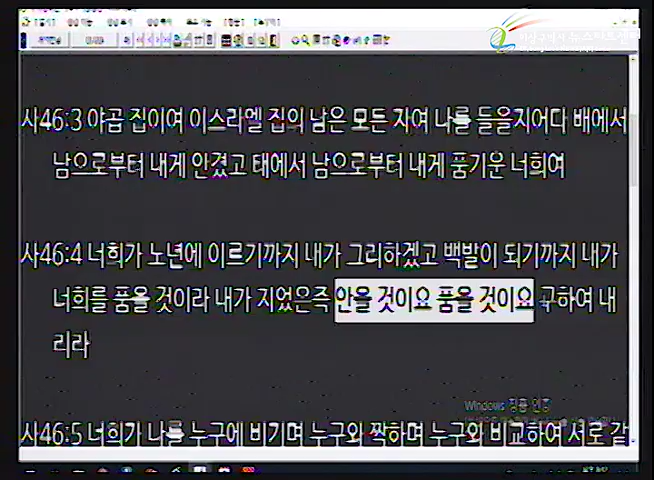 사46:3 야곱 집이여 이스라엘 집의 남은 모든 자여 나를 들을지어다 배에서
남으로부터 내게 안겼고 태에서 남으로부터 내게 품기운 너희여
사46:4 너희가 노년에 이르기까지 내가 그리하겠고 백발이 되기까지 내가
너희를 품을 것이라 내가 지었은즉 안을 것이요 품을 것이요 구하여 내
리라
Windows 정품 인증
사46:5 너희가 나를 누구에 비기며 누구와 짝하며 누구와 비교하여 서로 같